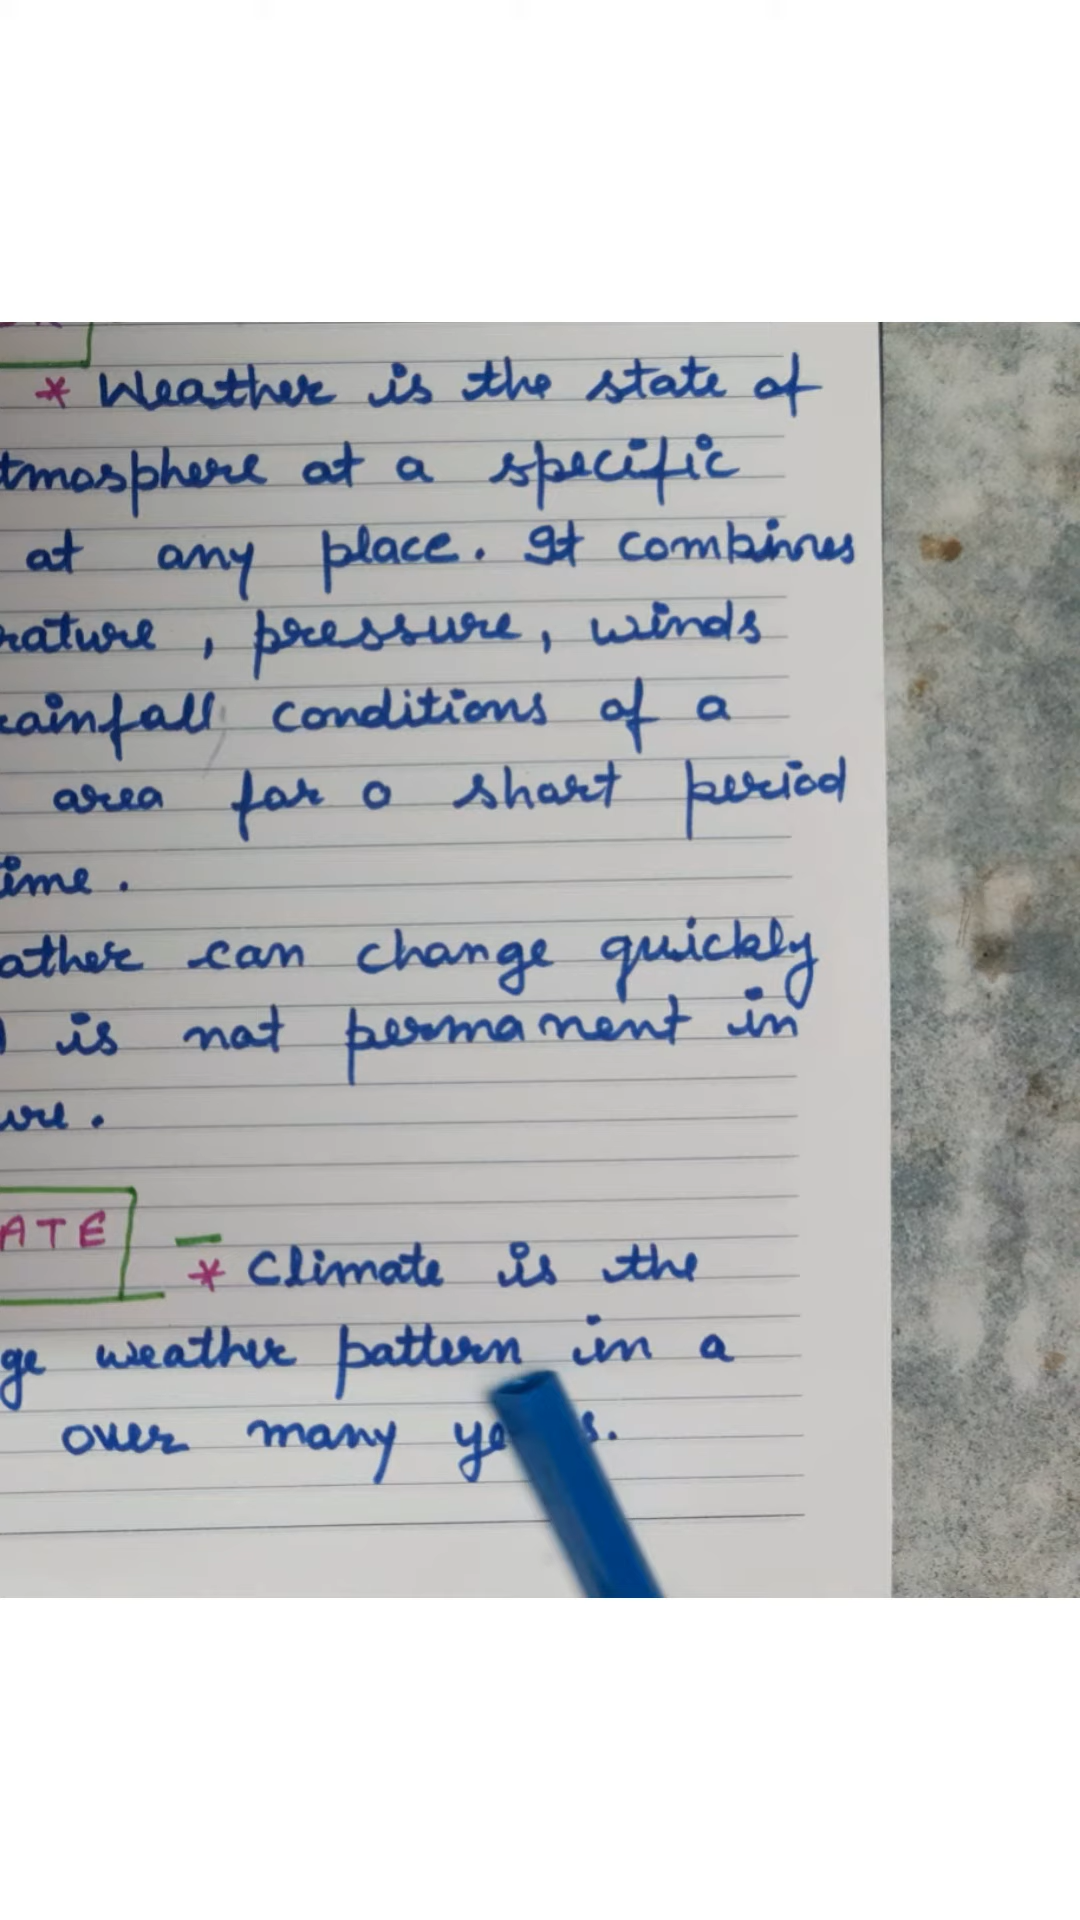 * Weather is the state of
tmosphere at a specific
at any place. It combines
rature, pressure, winds
rainfall conditions of a
area for a short period
ime.
ather can change quickly
is not permanent in
ure.
ATE
* Climate is the
ge weather pattern in a
over many